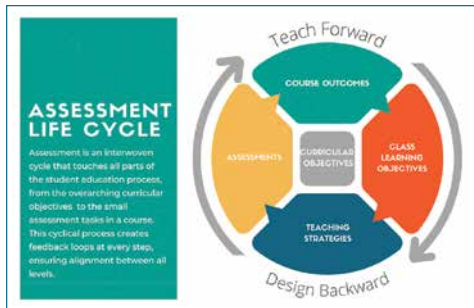 ASSESSMENT
LIFE CYCLE
Assessment is an interwoven
cycle that touches all parts
of the student education process,
from the overarching curricular
objectives to the small
assessment tasks in a course.
This cyclical process creates
feedback loops at every step,
ensuring alignment between all
levels.
Teach Forward
COURSE OUTCOMES
ASSESSMENTS
CURRICULAR
OBJECTIVES
CLASS
LEARNING
OBJECTIVES
TEACHING
STRATEGIES
Design Backward